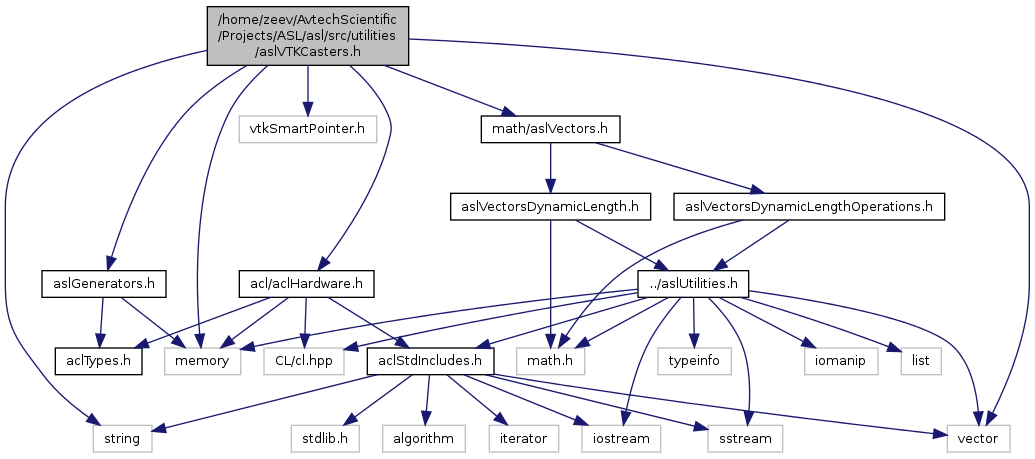 /home/zeev/AvtechScientific
/Projects/ASL/asl/src/utilities
/aslVTKCasters.h
vtkSmartPointer.h
math/aslVectors.h
aslVectorsDynamicLength.h
aslVectorsDynamicLengthOperations.h
aslGenerators.h
acl/aclHardware.h
../aslUtilities.h
aclTypes.h
memory
CL/cl.hpp
aclStdIncludes.h
math.h
typeinfo
iomanip
list
string
stdlib.h
algorithm
iterator
iostream
sstream
vector